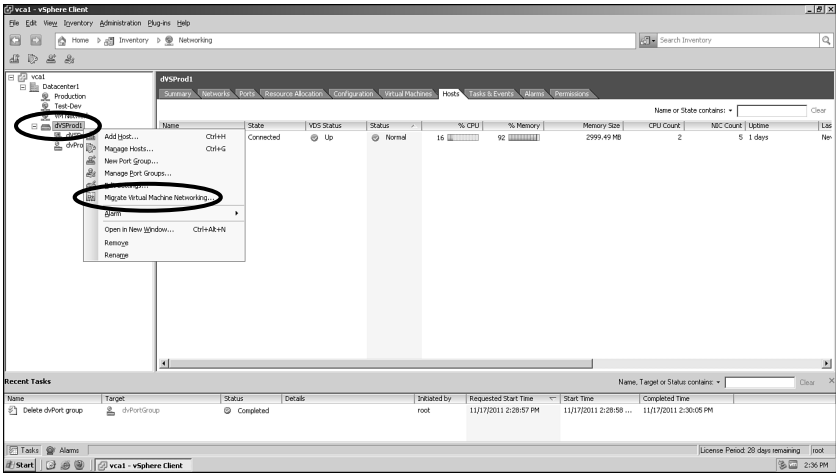 vca1 - vSphere Client
File Edit View Inventory Administration Plug-ins Help
Home Inventory Networking Search Inventory
vca1
Datacenter1
Production
Test-Dev
VM Network
dVSProd1
dvPro
dVSProd1
Summary Networks Ports Resource Allocation Configuration Virtual Machines Hosts Tasks & Events Alarms Permissions
Name or State contains: Clear
Name State VDS Status Status % CPU % Memory Memory Size CPU Count NIC Count Uptime Las
Connected Up Normal 16 92 2999.49 MB 2 5 1 days Nev
Add Host... Ctrl+H
Manage Hosts... Ctrl+G
New Port Group...
Manage Port Groups...
Edit Settings...
Migrate Virtual Machine Networking...
Alarm
Open in New Window... Ctrl+Alt+N
Remove
Rename
Recent Tasks
Name, Target or Status contains: Clear
Name Target Status Details Initiated by Requested Start Time Start Time Completed Time
Delete dvPort group dvPortGroup Completed root 11/17/2011 2:28:57 PM 11/17/2011 2:28:58 ... 11/17/2011 2:30:05 PM
Tasks Alarms License Period: 28 days remaining root
Start vca1 - vSphere Client 2:36 PM